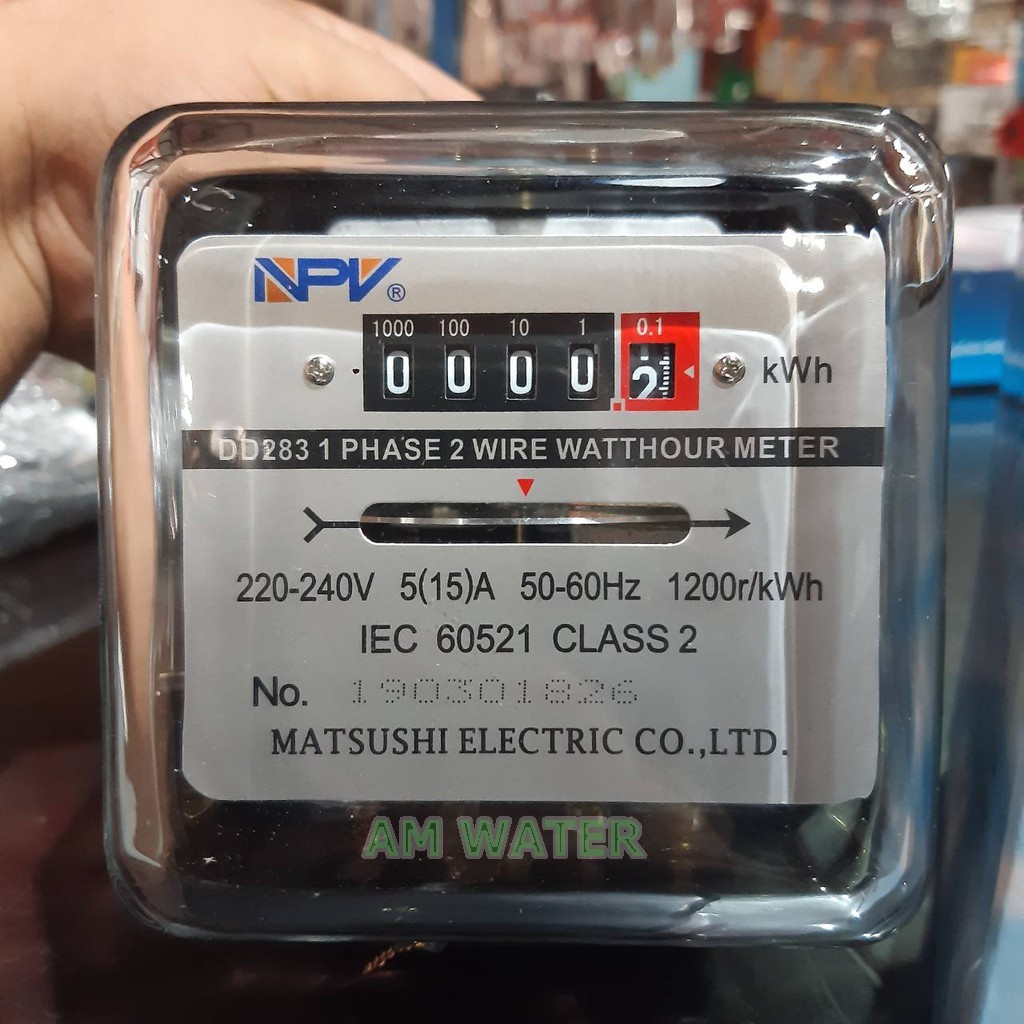 NPV®
1000 100 10 1 0.1
0 0 0 0 2 kWh
DD283 1 PHASE 2 WIRE WATTHOUR METER
220-240V 5(15)A 50-60Hz 1200r/kWh
IEC 60521 CLASS 2
No. 190301826
MATSUSHI ELECTRIC CO.,LTD.
AM WATER